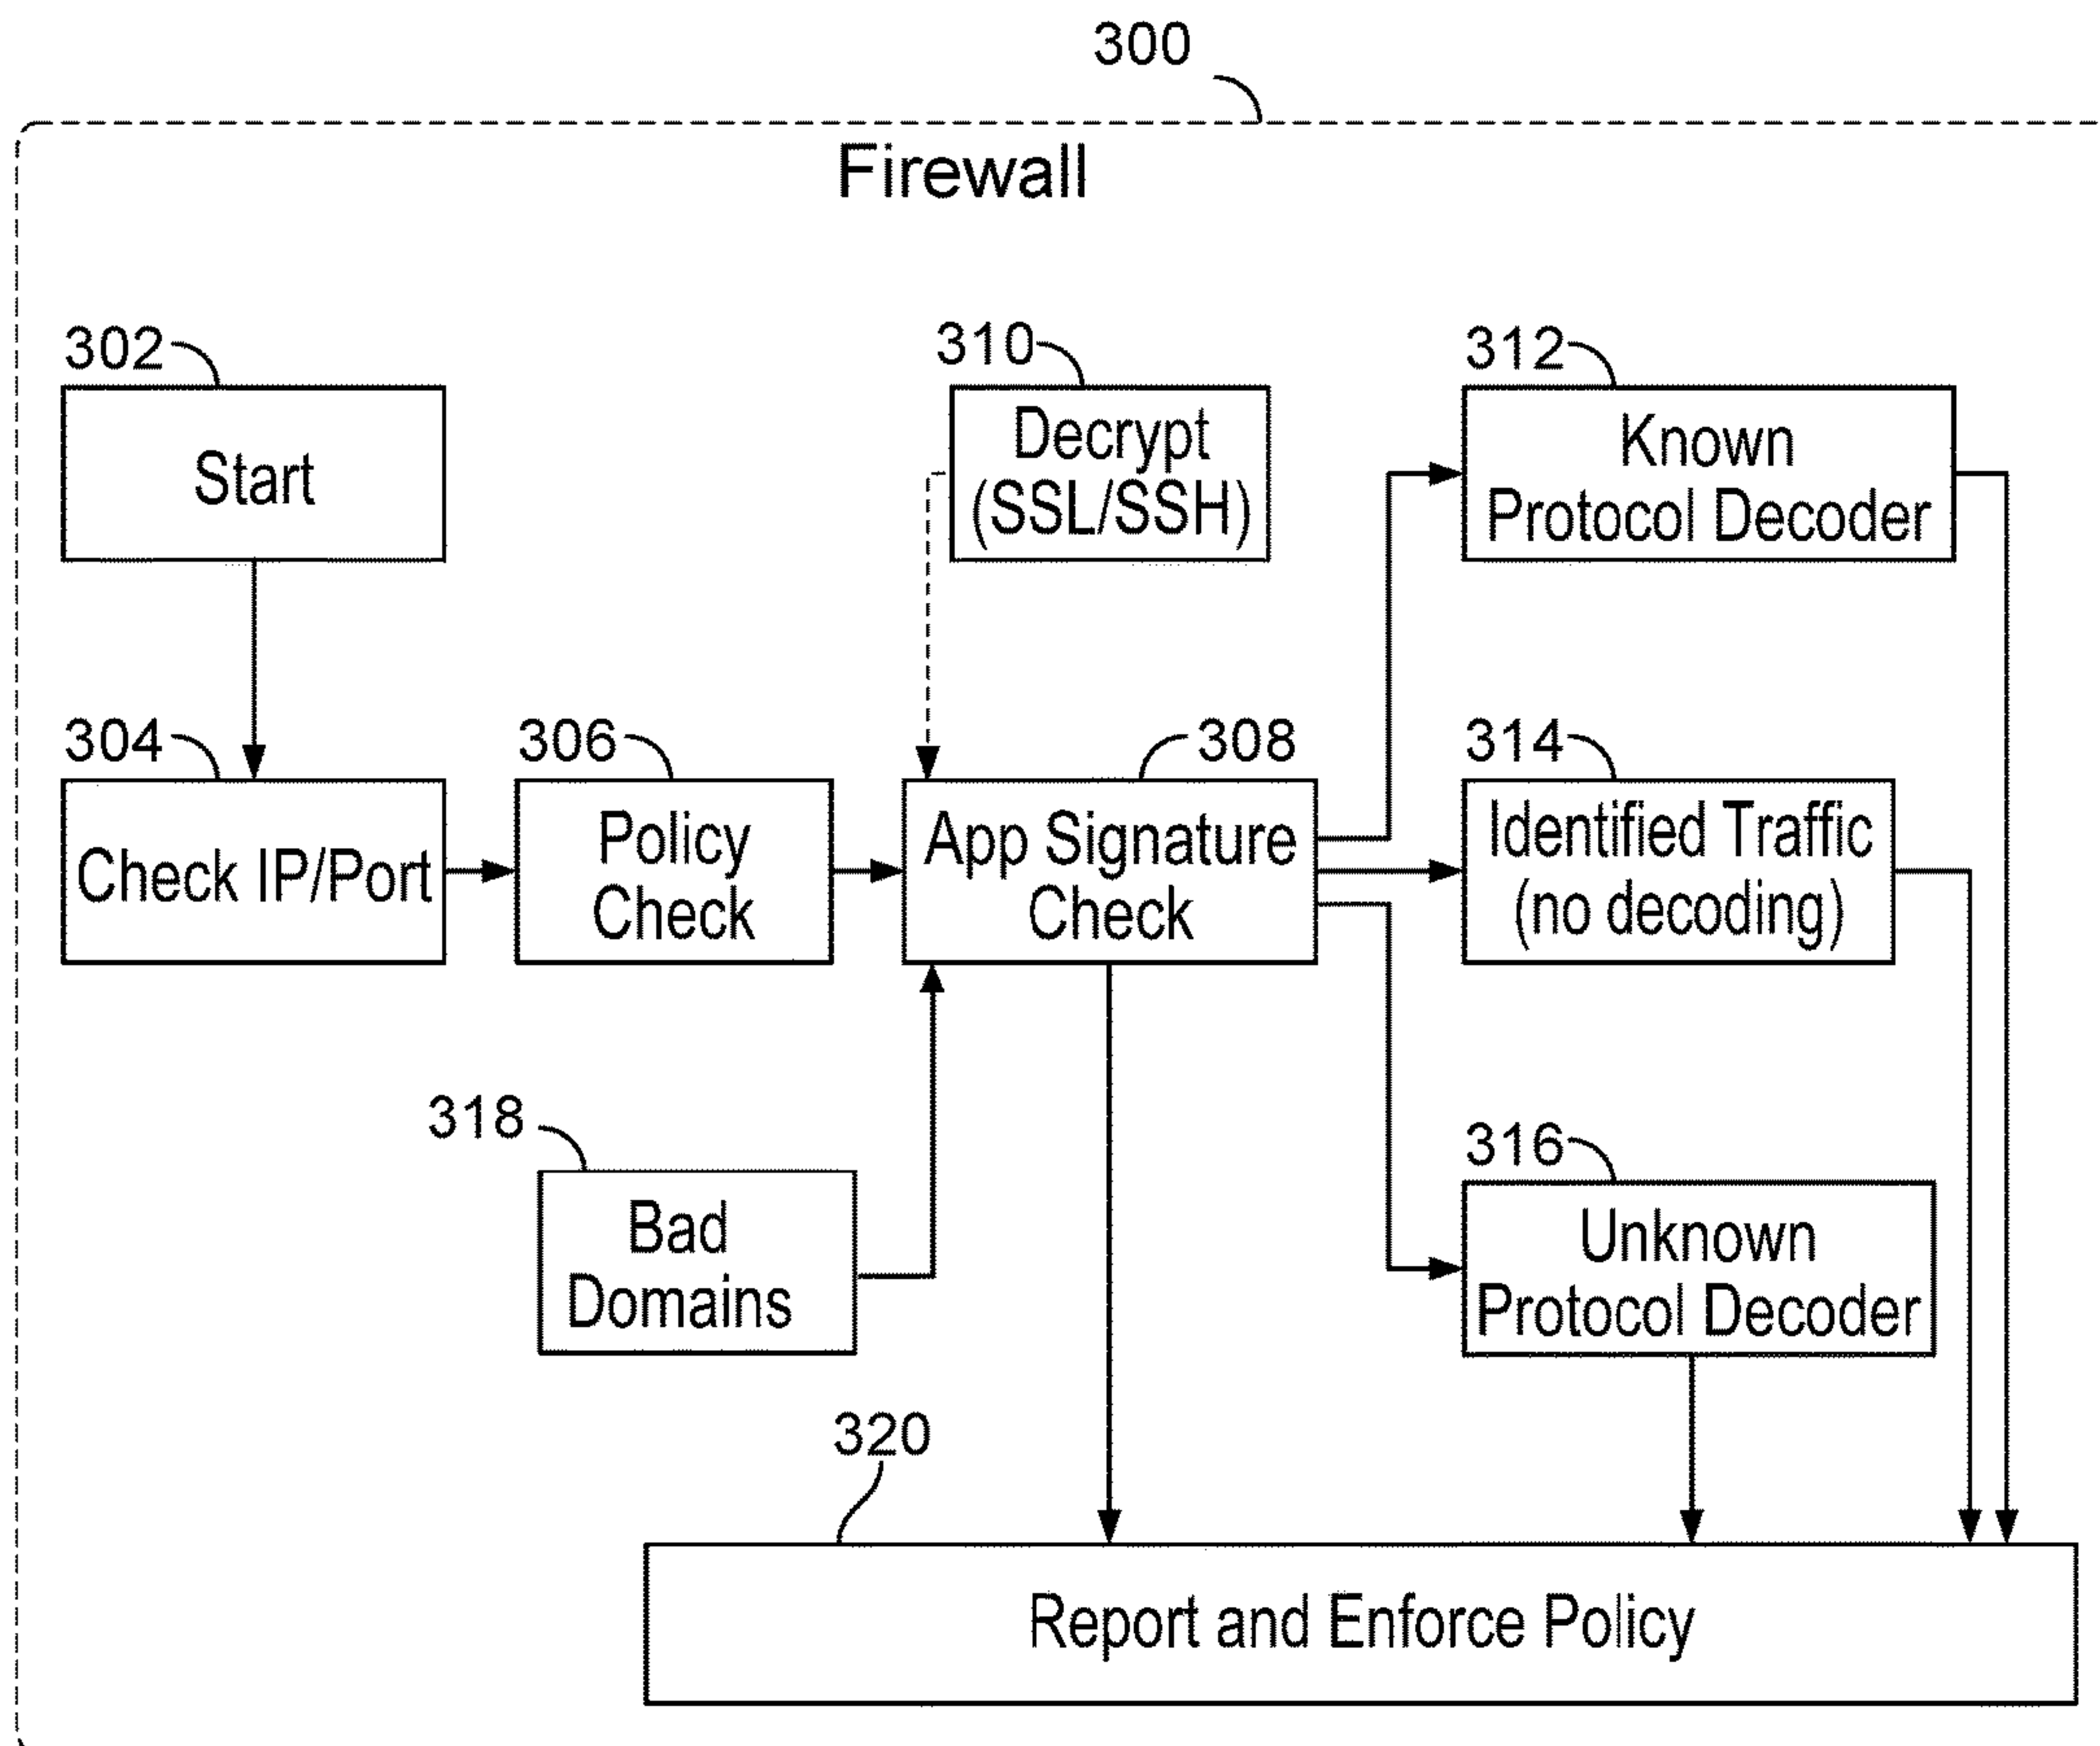 300
Firewall
302
Start
310
Decrypt
(SSL/SSH)
312
Known
Protocol Decoder
304
Check IP/Port
306
Policy
Check
308
App Signature
Check
314
Identified Traffic
(no decoding)
318
Bad
Domains
316
Unknown
Protocol Decoder
320
Report and Enforce Policy